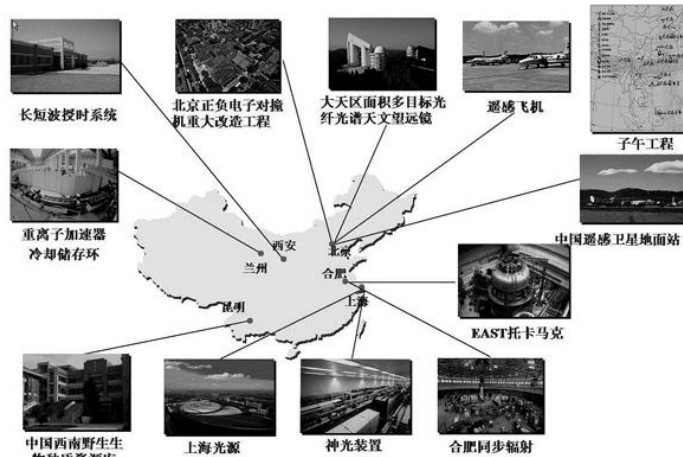 长短波授时系统
北京正负电子对撞
机重大改造工程
大天区面积多目标光
纤光谱天文望远镜
遥感飞机
子午工程
重离子加速器
冷却储存环
中国遥感卫星地面站
西安
北京
兰州
合肥
上海
昆明
EAST托卡马克
中国西南野生生
上海光源
神光装置
合肥同步辐射